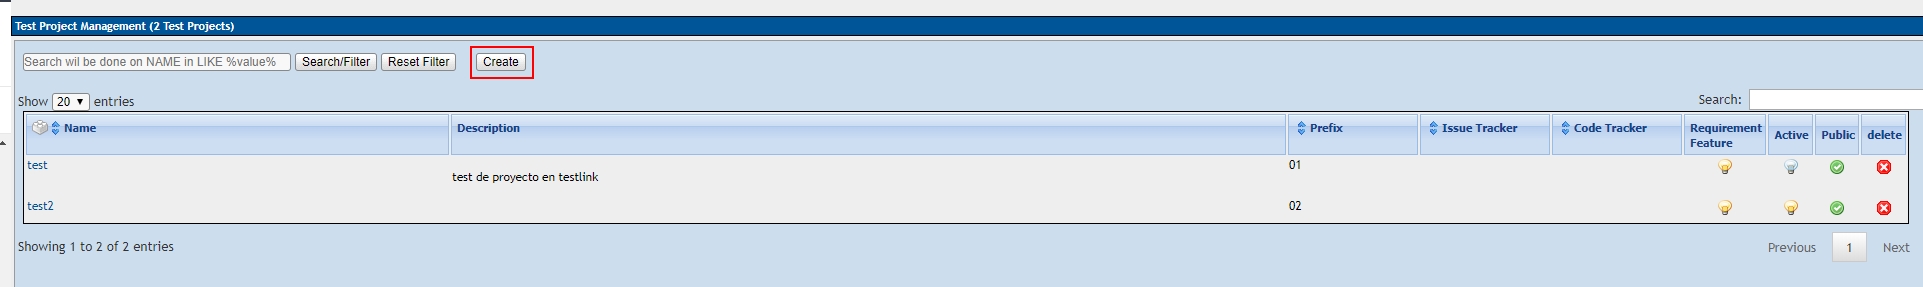 Test Project Management (2 Test Projects)
Search wil be done on NAME in LIKE %value% Search/Filter Reset Filter Create
Show 20 entries Search:
Name Description Prefix Issue Tracker Code Tracker Requirement Feature Active Public delete
test test de proyecto en testlink 01
test2 02
Showing 1 to 2 of 2 entries Previous 1 Next